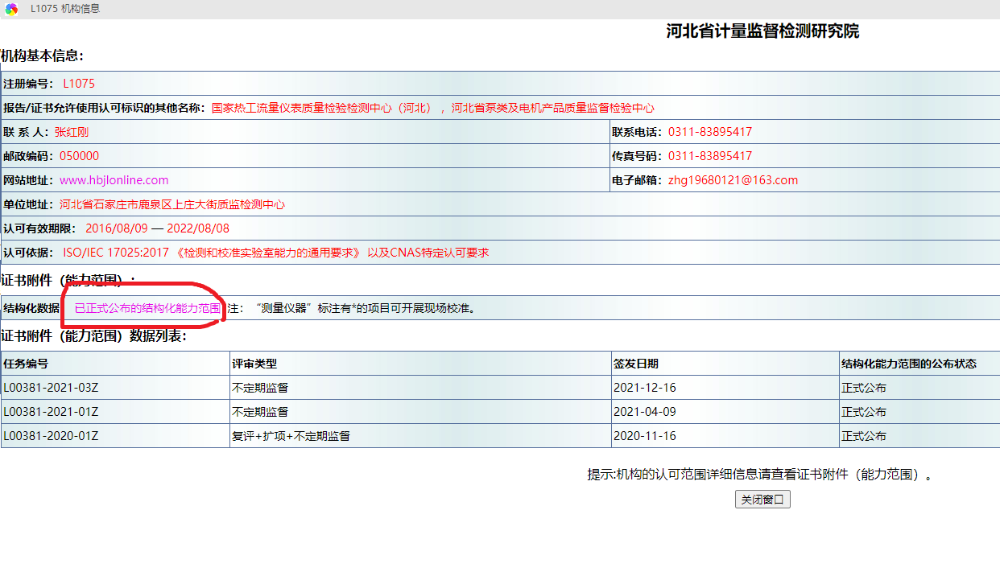 L1075 机构信息
河北省计量监督检测研究院
机构基本信息：
注册编号： L1075
报告/证书允许使用认可标识的其他名称：国家热工流量仪表质量检验检测中心（河北），河北省泵类及电机产品质量监督检验中心
联 系 人：张红刚 联系电话：0311-83895417
邮政编码：050000 传真号码：0311-83895417
网站地址：www.hbjlonline.com 电子邮箱：zhg19680121@163.com
单位地址：河北省石家庄市鹿泉区上庄大街质监检测中心
认可有效期限： 2016/08/09 — 2022/08/08
认可依据： ISO/IEC 17025:2017 《检测和校准实验室能力的通用要求》 以及CNAS特定认可要求
证书附件（能力范围）：
结构化数据 已正式公布的结构化能力范围 注：“测量仪器”标注有*的项目可开展现场校准。
证书附件（能力范围）数据列表：
任务编号 评审类型 签发日期 结构化能力范围的公布状态
L00381-2021-03Z 不定期监督 2021-12-16 正式公布
L00381-2021-01Z 不定期监督 2021-04-09 正式公布
L00381-2020-01Z 复评+扩项+不定期监督 2020-11-16 正式公布
提示:机构的认可范围详细信息请查看证书附件（能力范围）。
关闭窗口